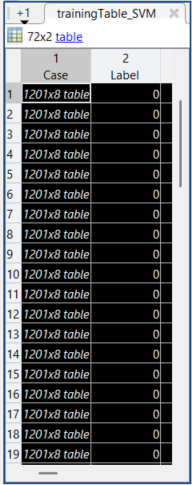 +1 trainingTable_SVM
72x2 table
1 2
Case Label
1 1201x8 table 0
2 1201x8 table 0
3 1201x8 table 0
4 1201x8 table 0
5 1201x8 table 0
6 1201x8 table 0
7 1201x8 table 0
8 1201x8 table 0
9 1201x8 table 0
10 1201x8 table 0
11 1201x8 table 0
12 1201x8 table 0
13 1201x8 table 0
14 1201x8 table 0
15 1201x8 table 0
16 1201x8 table 0
17 1201x8 table 0
18 1201x8 table 0
19 1201x8 table 0